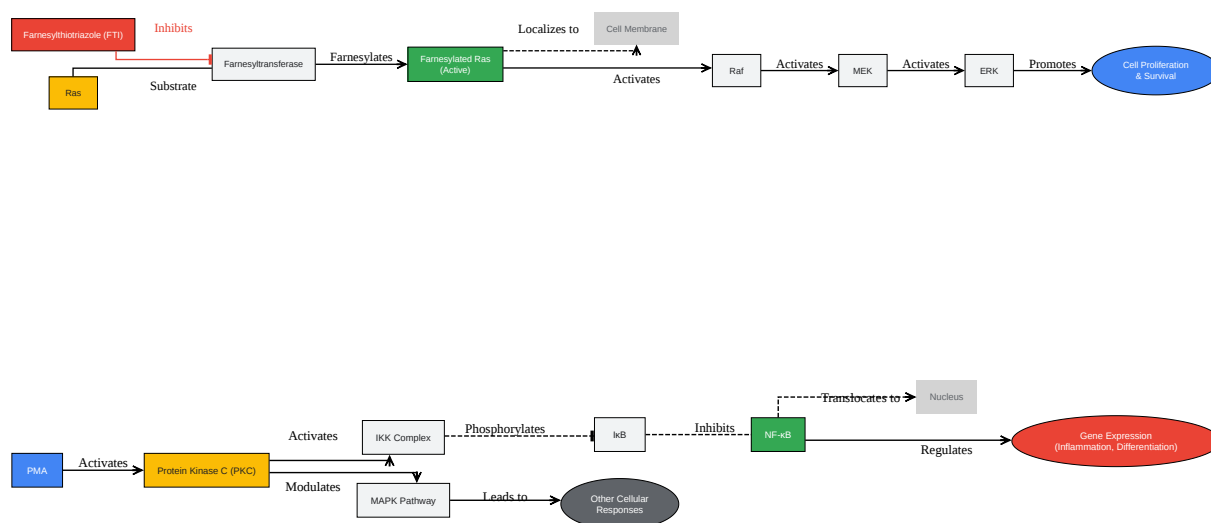 Farnesylthiotriazole (FTI)
Inhibits
Localizes to
Cell Membrane
Farnesyltransferase
Farnesylates
Farnesylated Ras
(Active)
Activates
Raf
Activates
MEK
Activates
ERK
Promotes
Cell Proliferation
& Survival
Ras
Substrate
Translocates to
Nucleus
Activates
IKK Complex
Phosphorylates
IκB
Inhibits
NF-κB
Regulates
Gene Expression
(Inflammation, Differentiation)
PMA
Activates
Protein Kinase C (PKC)
Modulates
MAPK Pathway
Leads to
Other Cellular
Responses